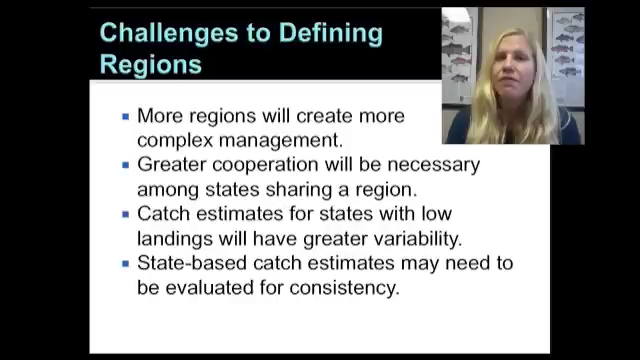 Challenges to Defining
Regions
More regions will create more
complex management.
Greater cooperation will be necessary
among states sharing a region.
Catch estimates for states with low
landings will have greater variability.
State-based catch estimates may need to
be evaluated for consistency.